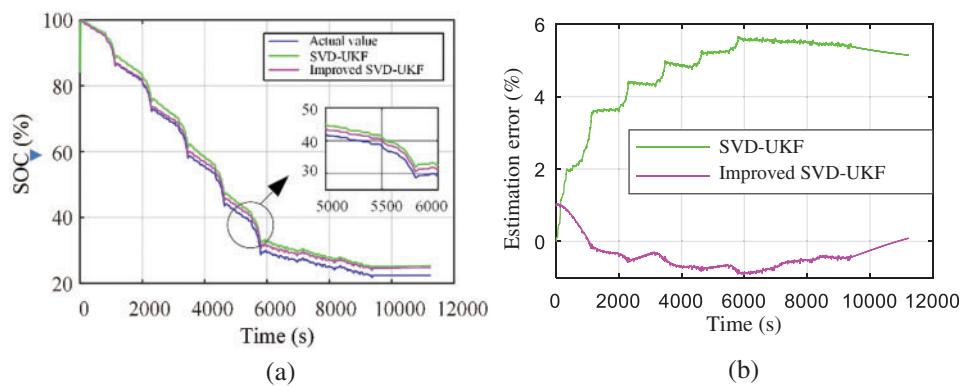 100
80
60
40
20
SOC (%)
Actual value
SVD-UKF
Improved SVD-UKF
50
40
30
5000 5500 6000
0 2000 4000 6000 8000 10000 12000
Time (s)
(a)
6
4
2
0
Estimation error (%)
SVD-UKF
Improved SVD-UKF
0 2000 4000 6000 8000 10000 12000
Time (s)
(b)